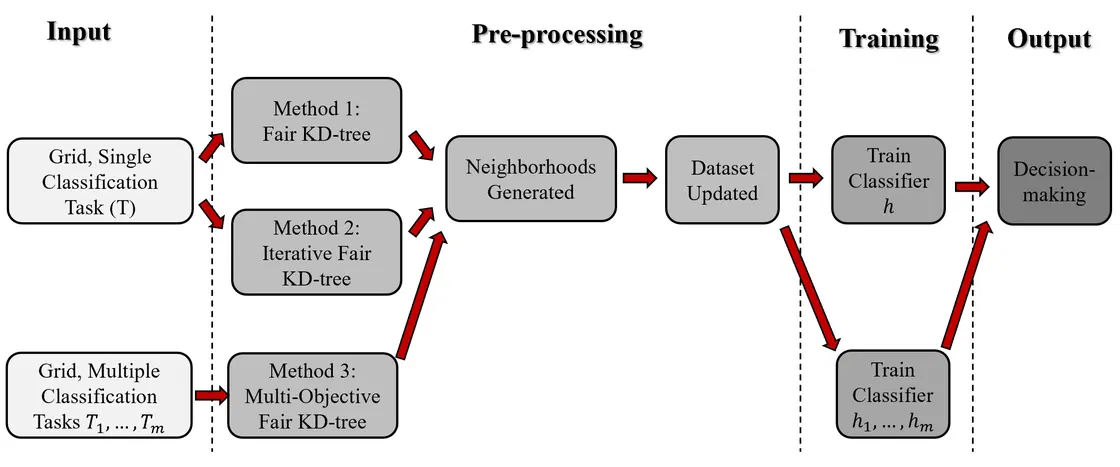 Input
Pre-processing
Training
Output
Grid, Single
Classification
Task (T)
Method 1:
Fair KD-tree
Method 2:
Iterative Fair
KD-tree
Neighborhoods
Generated
Dataset
Updated
Train
Classifier
ℎ
Decision-
making
Grid, Multiple
Classification
Tasks 𝑇₁, … , 𝑇ₘ
Method 3:
Multi-Objective
Fair KD-tree
Train
Classifier
ℎ₁, … , ℎₘ